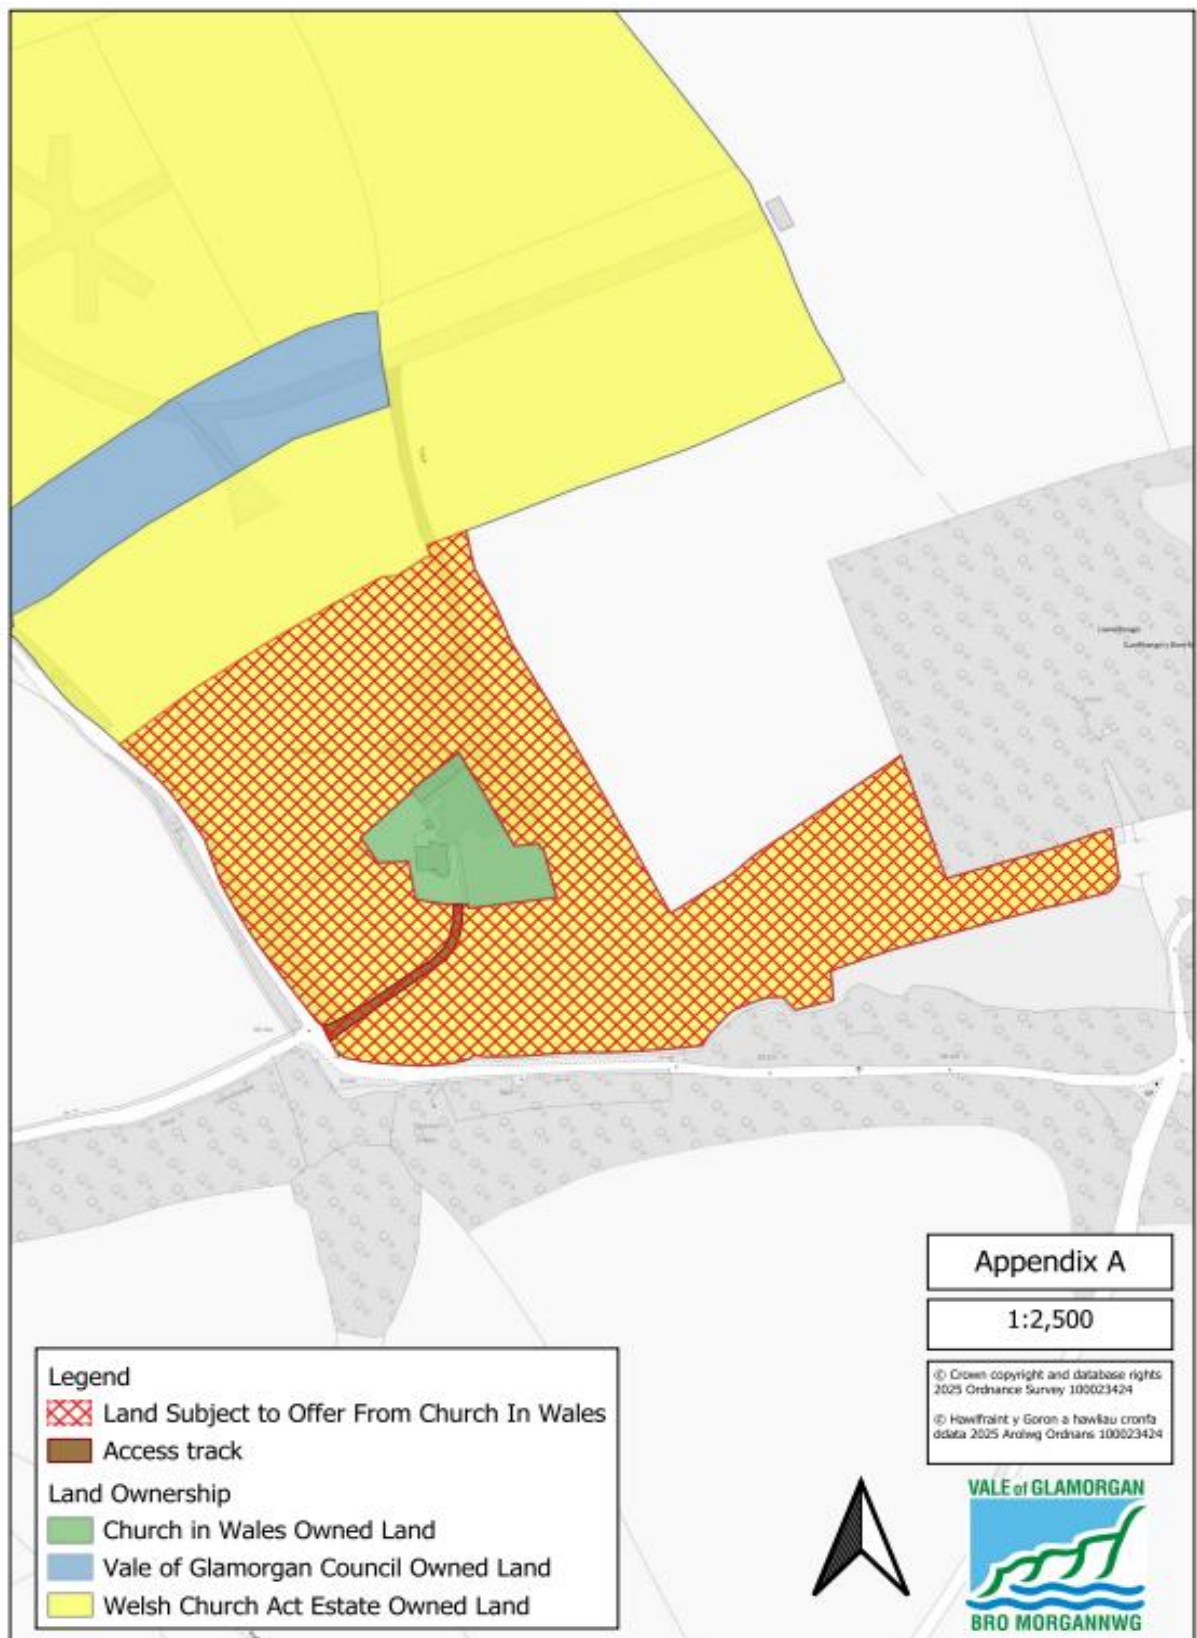 Appendix A
1:2,500
© Crown copyright and database rights
2025 Ordnance Survey 100023424
© Hawlfraint y Goron a hawliau cronfa
ddata 2025 Arolwg Ordnans 100023424
Legend
Land Subject to Offer From Church In Wales
Access track
Land Ownership
Church in Wales Owned Land
Vale of Glamorgan Council Owned Land
Welsh Church Act Estate Owned Land
VALE of GLAMORGAN
BRO MORGANNWG